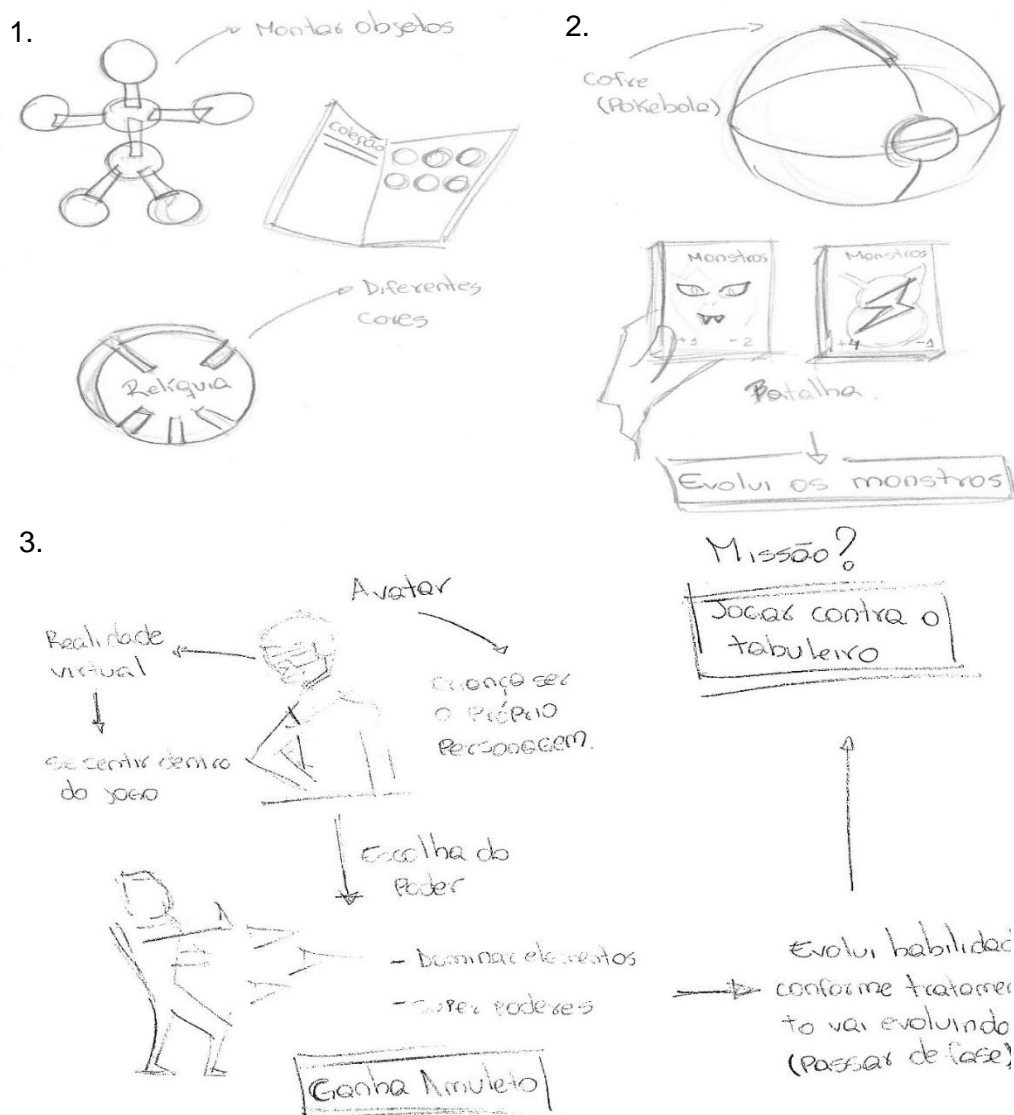 1.
Montar objetos
Coleção
Diferentes
cores
Relíquia
2.
Cofre
(Pokebola)
Monstros
+1 -2
Monstros
+4 -1
Batalha
Evolui os monstros
3.
Avatar
Realidade
virtual
Se sentir dentro
do jogo
Criança ser
o próprio
personagem.
Escolha do
Poder
- Dominar elementos
- Super poderes
Ganha Amuleto
Evolui habilidad
conforme tratamen
to vai evoluindo
(Passar de fase)
Missão?
Jogar contra o
tabuleiro